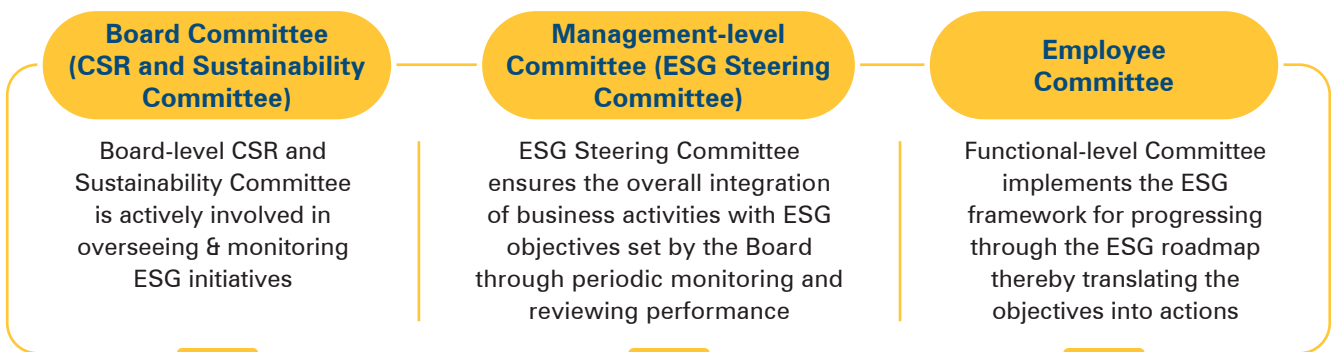 Board Committee
(CSR and Sustainability
Committee)
Board-level CSR and
Sustainability Committee
is actively involved in
overseeing & monitoring
ESG initiatives
Management-level
Committee (ESG Steering
Committee)
ESG Steering Committee
ensures the overall integration
of business activities with ESG
objectives set by the Board
through periodic monitoring and
reviewing performance
Employee
Committee
Functional-level Committee
implements the ESG
framework for progressing
through the ESG roadmap
thereby translating the
objectives into actions